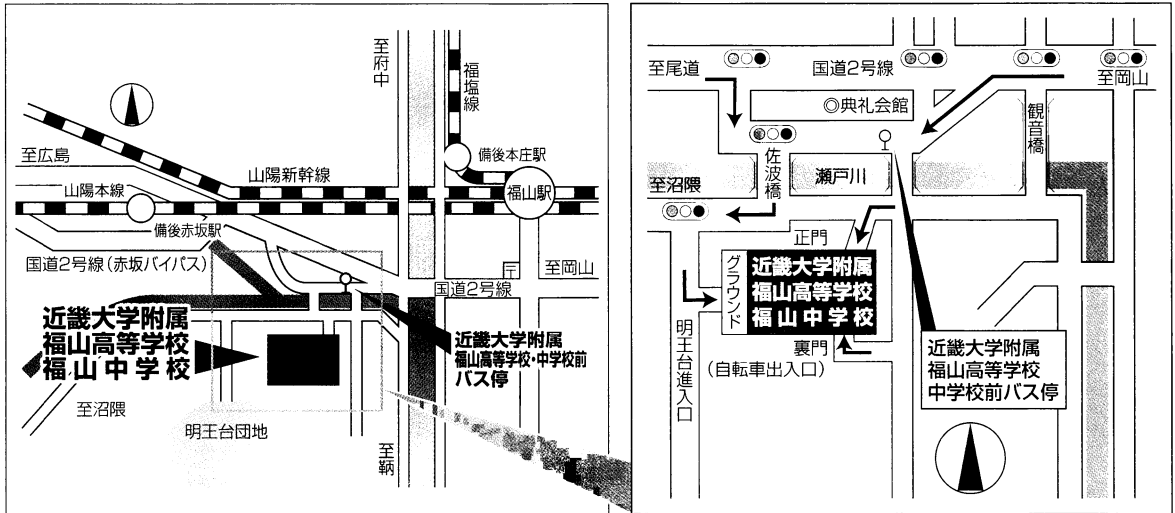 至府中
福塩線
至広島
山陽新幹線
備後本庄駅
山陽本線
福山駅
備後赤坂駅
国道2号線(赤坂バイパス)
〒
至岡山
国道2号線
近畿大学附属
福山高等学校
福山中学校
近畿大学附属
福山高等学校・中学校前
バス停
至沼隈
明王台団地
至鞆
至尾道
国道2号線
至岡山
◎典礼会館
観音橋
佐波橋
瀬戸川
至沼隈
正門
グラウンド
近畿大学附属
福山高等学校
福山中学校
明王台進入口
裏門
(自転車出入口)
近畿大学附属
福山高等学校
中学校前バス停